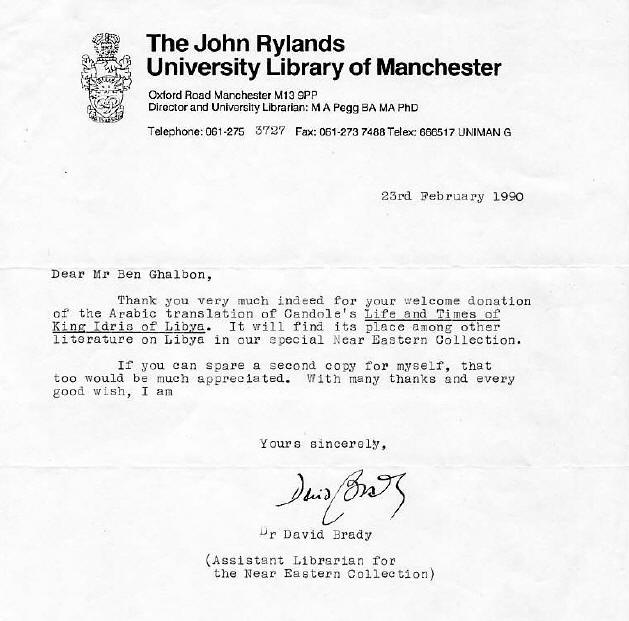 The John Rylands
University Library of Manchester
Oxford Road Manchester M13 9PP
Director and University Librarian: M A Pegg BA MA PhD
Telephone: 061-275 3727 Fax: 061-273 7488 Telex: 666517 UNIMAN G
23rd February 1990
Dear Mr Ben Ghalbon,
Thank you very much indeed for your welcome donation
of the Arabic translation of Candole's Life and Times of
King Idris of Libya. It will find its place among other
literature on Libya in our special Near Eastern Collection.
If you can spare a second copy for myself, that
too would be much appreciated. With many thanks and every
good wish, I am
Yours sincerely,
David Brady
Dr David Brady
(Assistant Librarian for
the Near Eastern Collection)